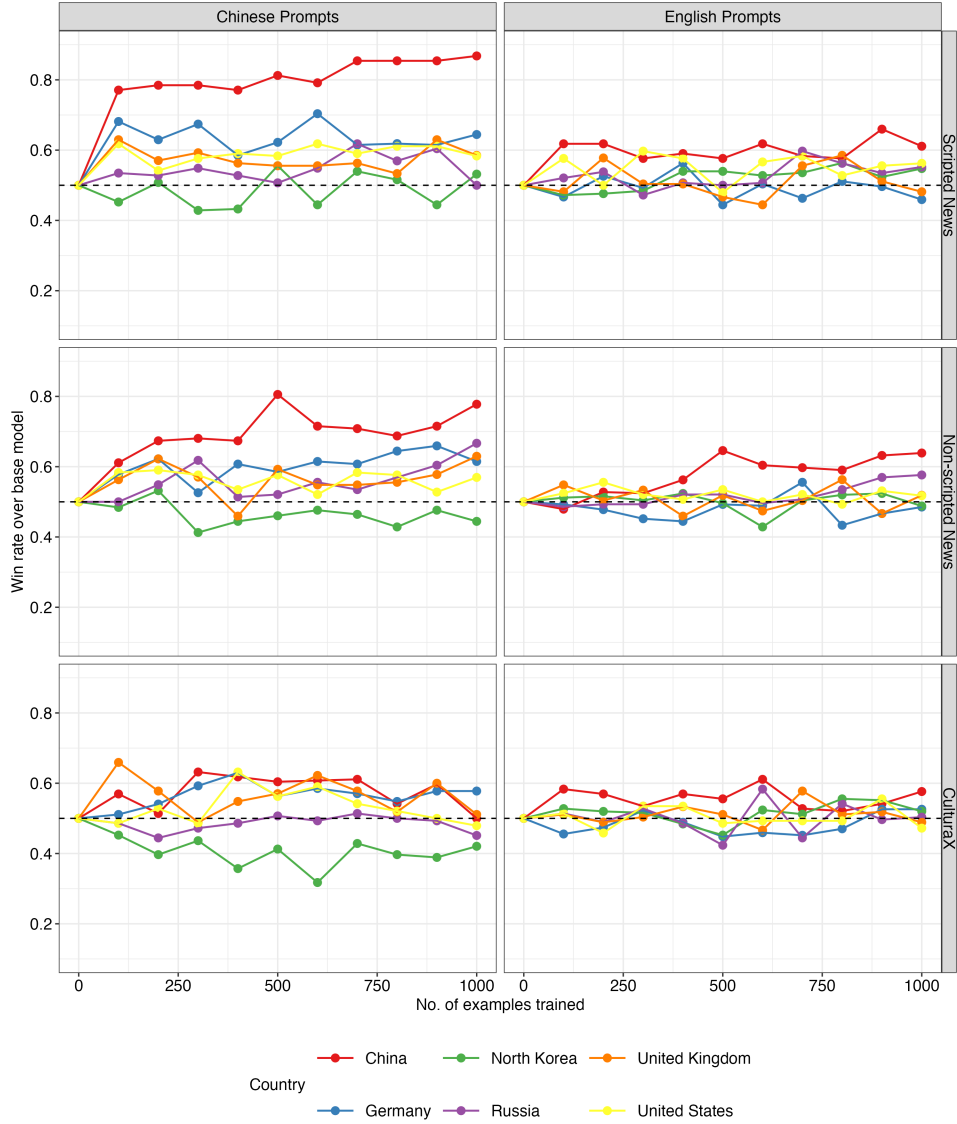 Chinese Prompts
English Prompts
Win rate over base model
0.8
0.6
0.4
0.2
Scripted News
0.8
0.6
0.4
0.2
Non-scripted News
0.8
0.6
0.4
0.2
CulturaX
0 250 500 750 1000
0 250 500 750 1000
No. of examples trained
Country
China
North Korea
United Kingdom
Germany
Russia
United States